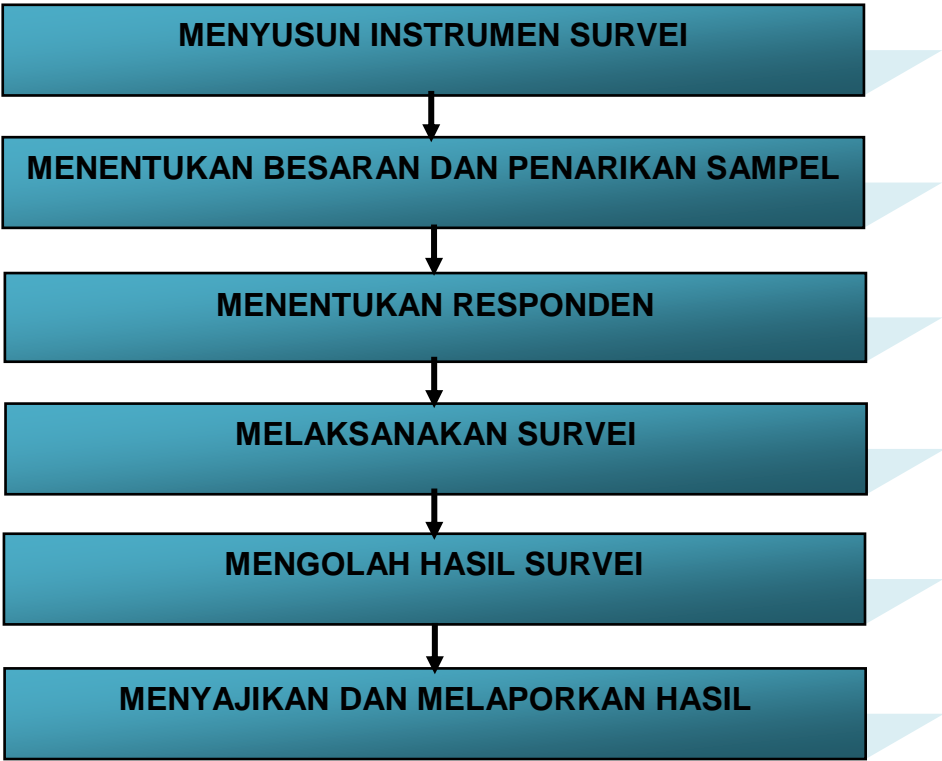 MENYUSUN INSTRUMEN SURVEI
MENENTUKAN BESARAN DAN PENARIKAN SAMPEL
MENENTUKAN RESPONDEN
MELAKSANAKAN SURVEI
MENGOLAH HASIL SURVEI
MENYAJIKAN DAN MELAPORKAN HASIL